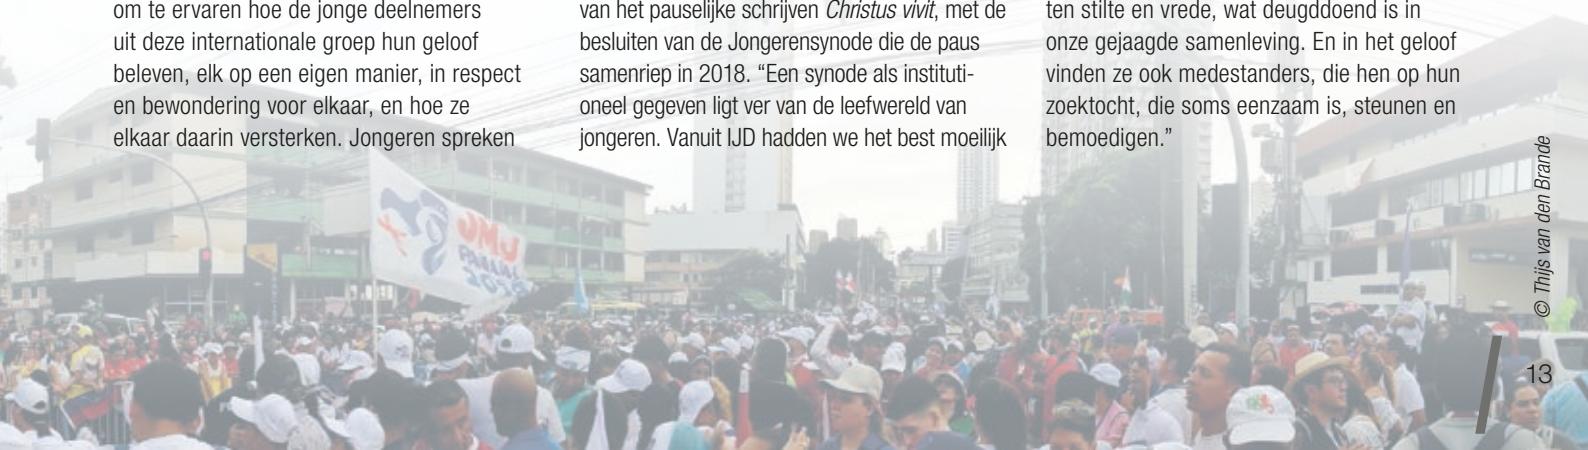 om te ervaren hoe de jonge deelnemers
uit deze internationale groep hun geloof
beleven, elk op een eigen manier, in respect
en bewondering voor elkaar, en hoe ze
elkaar daarin versterken. Jongeren spreken
van het pauselijke schrijven Christus vivit, met de
besluiten van de Jongerensynode die de paus
samenriep in 2018. “Een synode als instituti-
oneel gegeven ligt ver van de leefwereld van
jongeren. Vanuit IJD hadden we het best moeilijk
ten stilte en vrede, wat deugddoend is in
onze gejaagde samenleving. En in het geloof
vinden ze ook medestanders, die hen op hun
zoektocht, die soms eenzaam is, steunen en
bemoedigen.”
© Thijs van den Brande
JMJ
PANAMA
2019
13